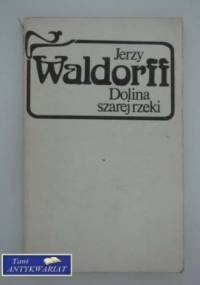 Jerzy
Waldorff
Dolina
szarej rzeki
Tani
ANTYKWARIAT